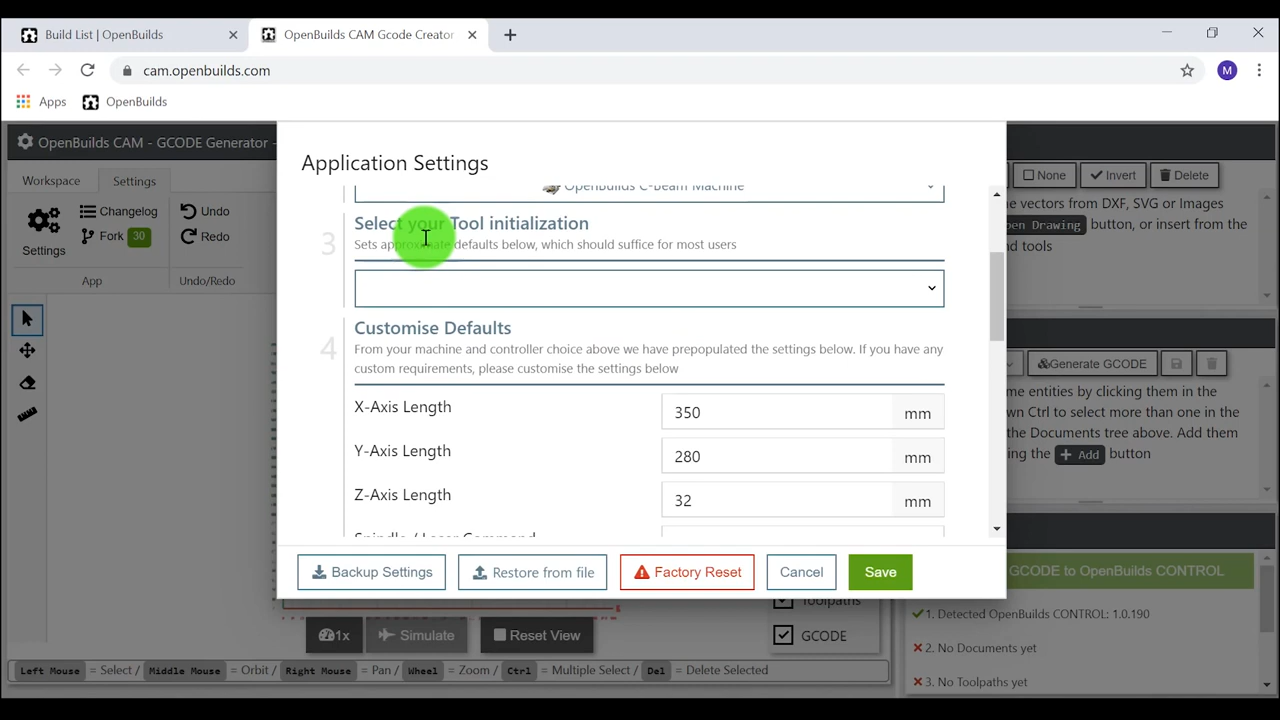 Build List | OpenBuilds
OpenBuilds CAM Gcode Creator
cam.openbuilds.com
M
Apps
OpenBuilds
OpenBuilds CAM - GCODE Generator -
Workspace
Settings
Settings
Changelog
Fork 30
Undo
Redo
App
Undo/Redo
Application Settings
OpenBuilds C-Beam Machine
3
Select your Tool initialization
Sets approximate defaults below, which should suffice for most users
4
Customise Defaults
From your machine and controller choice above we have prepopulated the settings below. If you have any
custom requirements, please customise the settings below
X-Axis Length
350
mm
Y-Axis Length
280
mm
Z-Axis Length
32
mm
Spindle / Laser Command
Backup Settings
Restore from file
Factory Reset
Cancel
Save
None
Invert
Delete
me vectors from DXF, SVG or Images
pen Drawing button, or insert from the
nd tools
Generate GCODE
me entities by clicking them in the
wn Ctrl to select more than one in the
the Documents tree above. Add them
ing the + Add button
GCODE to OpenBuilds CONTROL
1. Detected OpenBuilds CONTROL: 1.0.190
2. No Documents yet
3. No Toolpaths yet
Toolpaths
GCODE
1x
Simulate
Reset View
Left Mouse = Select / Middle Mouse = Orbit / Right Mouse = Pan / Wheel = Zoom / Ctrl = Multiple Select / Del = Delete Selected